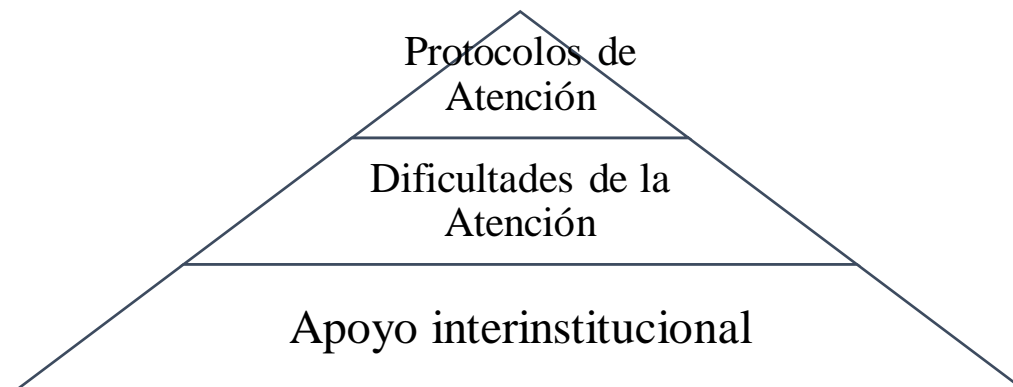 Protocolos de
Atención
Dificultades de la
Atención
Apoyo interinstitucional